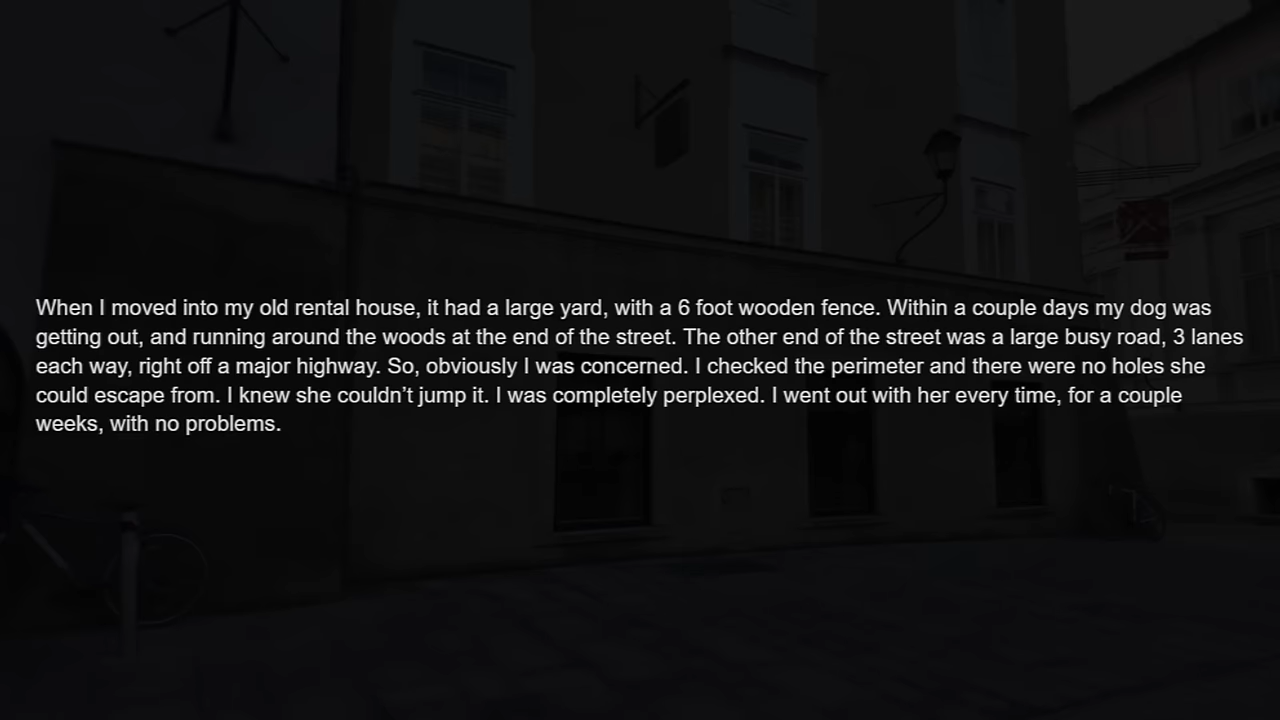 When I moved into my old rental house, it had a large yard, with a 6 foot wooden fence. Within a couple days my dog was
getting out, and running around the woods at the end of the street. The other end of the street was a large busy road, 3 lanes
each way, right off a major highway. So, obviously I was concerned. I checked the perimeter and there were no holes she
could escape from. I knew she couldn’t jump it. I was completely perplexed. I went out with her every time, for a couple
weeks, with no problems.